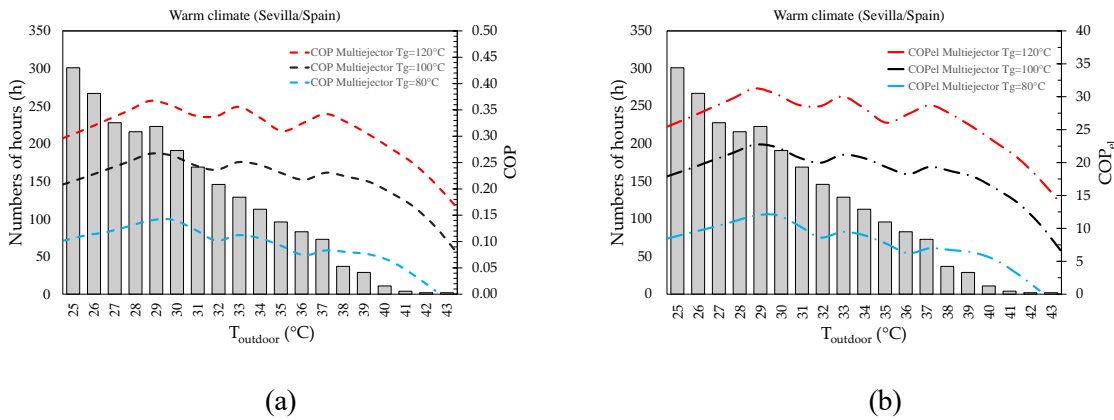 Warm climate (Sevilla/Spain)
350
300
250
200
150
100
50
0
Numbers of hours (h)
0.50
0.45
0.40
0.35
0.30
0.25
0.20
0.15
0.10
0.05
0.00
COP
COP Multiejector Tg=120°C
COP Multiejector Tg=100°C
COP Multiejector Tg=80°C
25 26 27 28 29 30 31 32 33 34 35 36 37 38 39 40 41 42 43
Toutdoor (°C)
(a)
Warm climate (Sevilla/Spain)
350
300
250
200
150
100
50
0
Numbers of hours (h)
40
35
30
25
20
15
10
5
0
COPel
COPel Multiejector Tg=120°C
COPel Multiejector Tg=100°C
COPel Multiejector Tg=80°C
25 26 27 28 29 30 31 32 33 34 35 36 37 38 39 40 41 42 43
Toutdoor (°C)
(b)